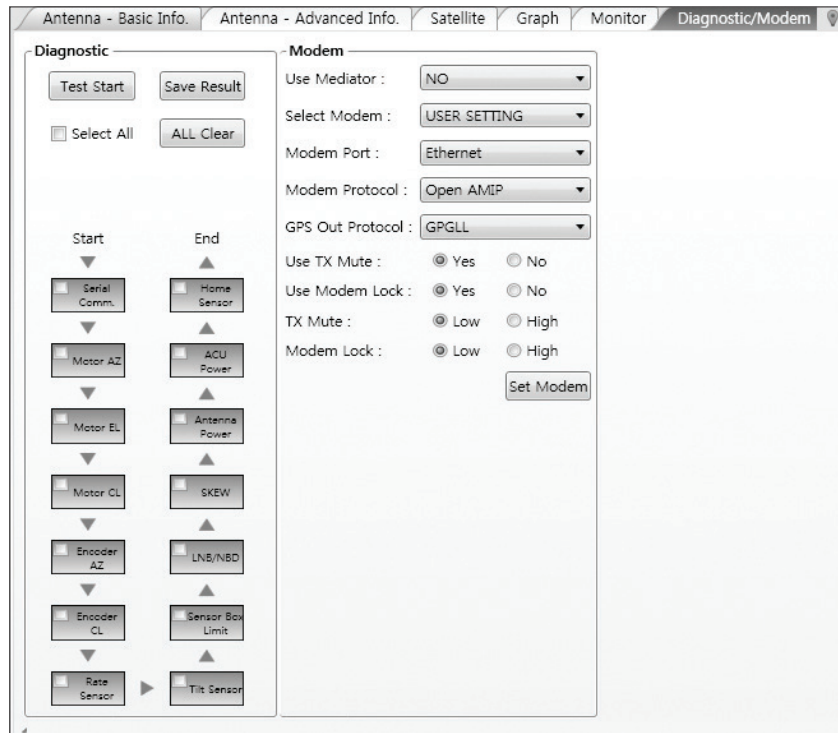 Antenna - Basic Info. Antenna - Advanced Info. Satellite Graph Monitor Diagnostic/Modem
Diagnostic
Test Start Save Result
Select All ALL Clear
Start End
Serial Comm.
Home Sensor
Motor AZ
ACU Power
Motor EL
Antenna Power
Motor CL
SKEW
Encoder AZ
LNB/NBD
Encoder CL
Sensor Box Limit
Rate Sensor
Tilt Sensor
Modem
Use Mediator : NO
Select Modem : USER SETTING
Modem Port : Ethernet
Modem Protocol : Open AMIP
GPS Out Protocol : GPGLL
Use TX Mute : Yes No
Use Modem Lock : Yes No
TX Mute : Low High
Modem Lock : Low High
Set Modem